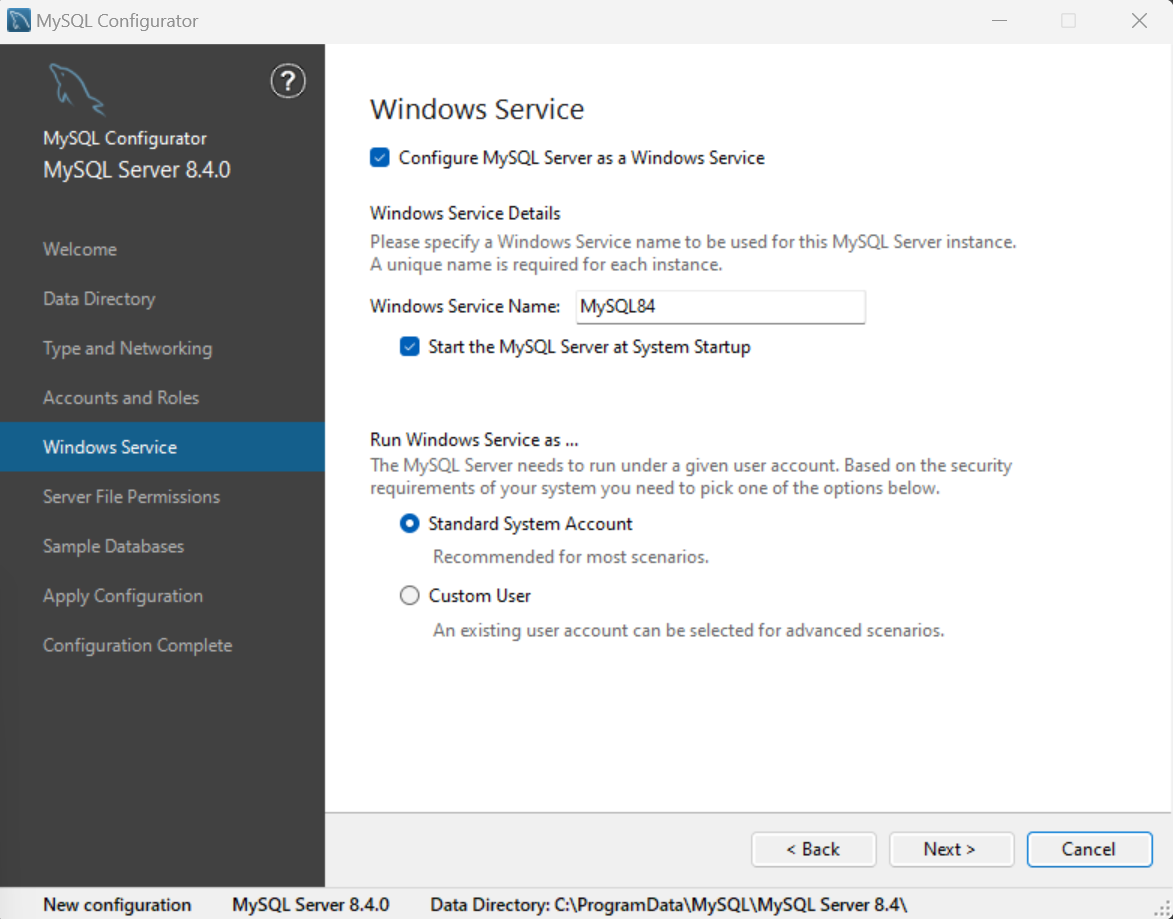 MySQL Configurator
?
MySQL Configurator
MySQL Server 8.4.0
Welcome
Data Directory
Type and Networking
Accounts and Roles
Windows Service
Server File Permissions
Sample Databases
Apply Configuration
Configuration Complete
Windows Service
Configure MySQL Server as a Windows Service
Windows Service Details
Please specify a Windows Service name to be used for this MySQL Server instance.
A unique name is required for each instance.
Windows Service Name: MySQL84
Start the MySQL Server at System Startup
Run Windows Service as ...
The MySQL Server needs to run under a given user account. Based on the security
requirements of your system you need to pick one of the options below.
Standard System Account
Recommended for most scenarios.
Custom User
An existing user account can be selected for advanced scenarios.
< Back Next > Cancel
New configuration MySQL Server 8.4.0 Data Directory: C:\ProgramData\MySQL\MySQL Server 8.4\